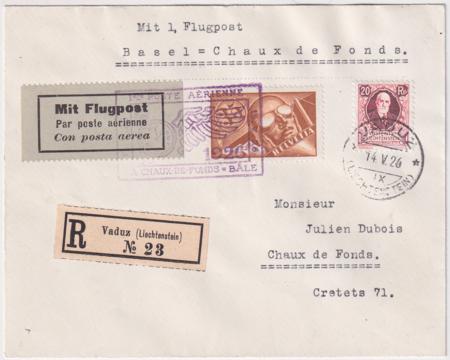 Mit 1, Flugpost
Basel = Chaux de Fonds.
Mit Flugpost
Par poste aérienne
Con posta aerea
POSTE AÉRIENNE
A CHAUX-DE-FONDS - BÂLE
HELVETIA
20 Rp
VADUZ
14. V. 26
IX
(LIECHTENSTEIN)
R
Vaduz (Liechtenstein)
№ 23
Monsieur
Julien Dubois
Chaux de Fonds.
Cretets 71.